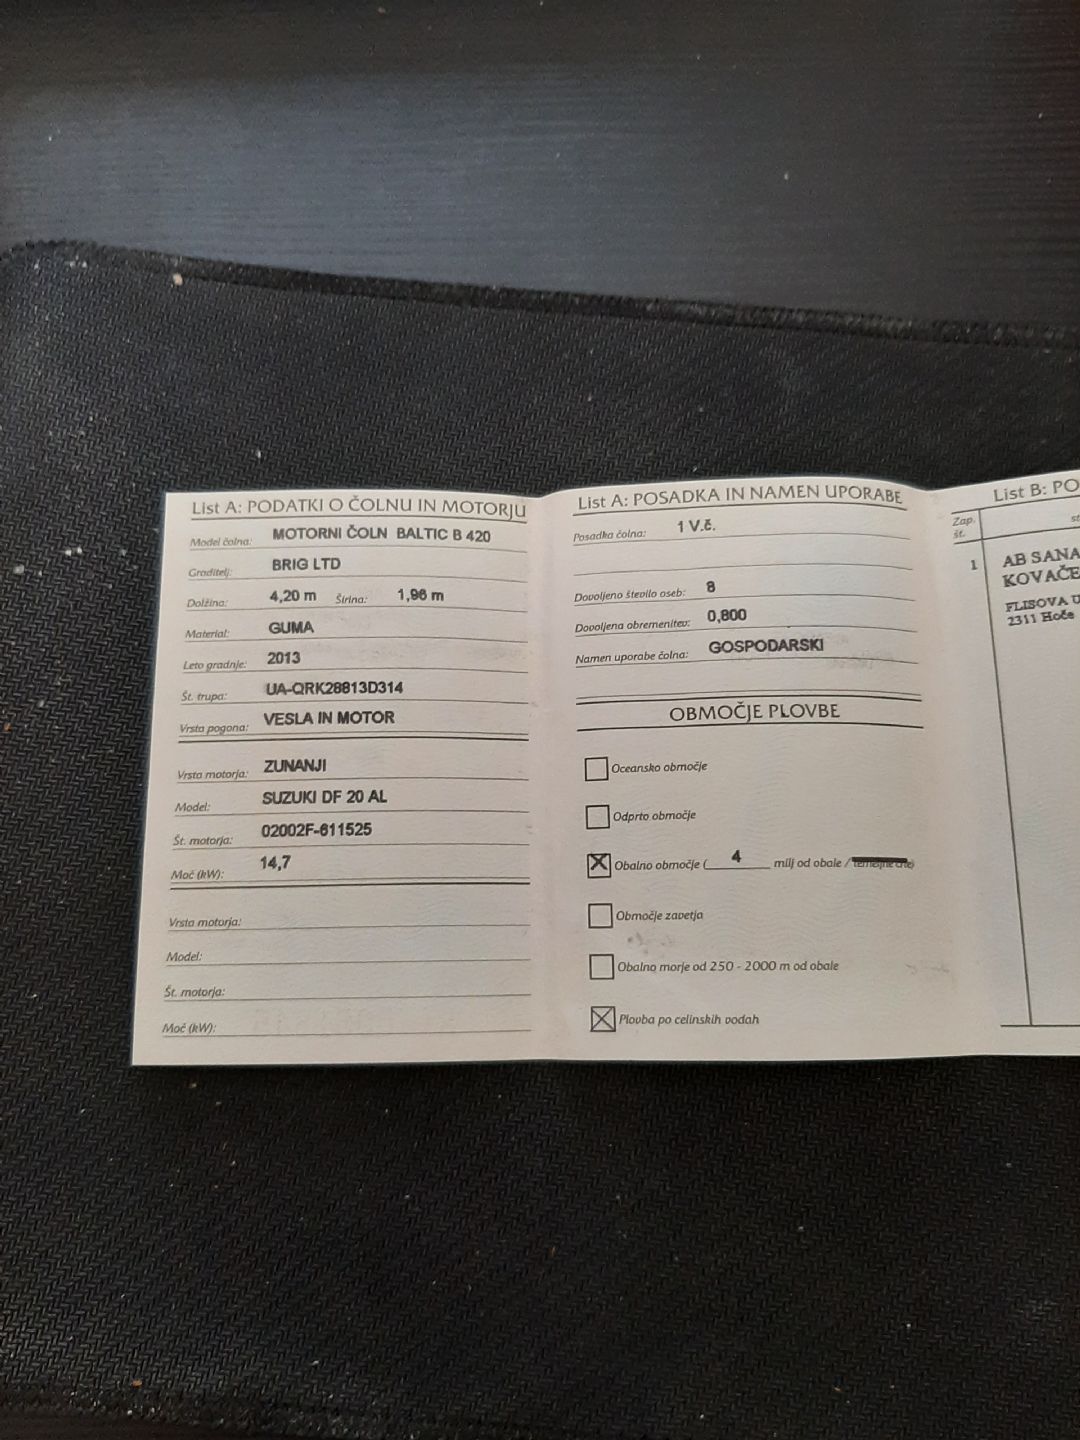 List A: PODATKI O ČOLNU IN MOTORJU
Model čolna: MOTORNI ČOLN BALTIC B 420
Graditelj: BRIG LTD
Dolžina: 4,20 m Širina: 1,96 m
Material: GUMA
Leto gradnje: 2013
Št. trupa: UA-QRK28813D314
Vrsta pogona: VESLA IN MOTOR
Vrsta motorja: ZUNANJI
Model: SUZUKI DF 20 AL
Št. motorja: 02002F-611525
Moč (kW): 14,7
Vrsta motorja:
Model:
Št. motorja:
Moč (kW):
List A: POSADKA IN NAMEN UPORABE
Posadka čolna: 1 V.č.
Dovoljeno število oseb: 8
Dovoljena obremenitev: 0,800
Namen uporabe čolna: GOSPODARSKI
OBMOČJE PLOVBE
Oceansko območje
Odprto območje
Obalno območje ( 4 milj od obale /
Območje zavetja
Obalno morje od 250 - 2000 m od obale
Plovba po celinskih vodah
List B: PO
Zap. št.
1 AB SANA
KOVAČE
FLISOVA U
2311 Hoče